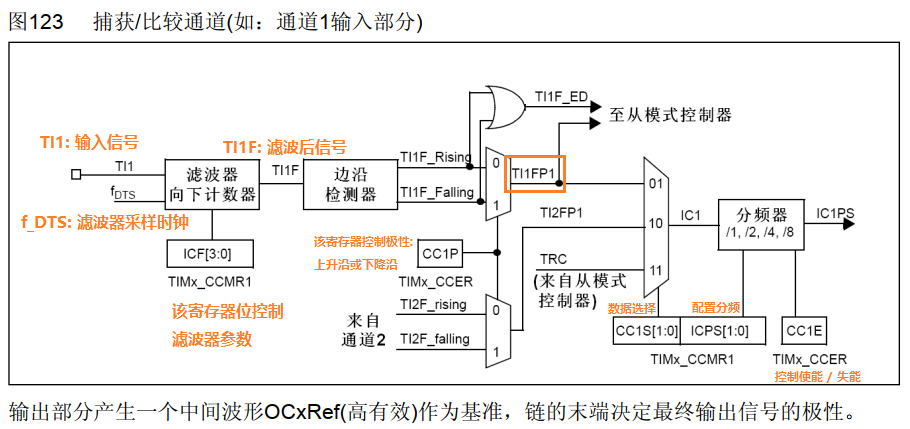 图123 捕获/比较通道(如：通道1输入部分)
TI1: 输入信号
TI1
f_DTS
f_DTS: 滤波器采样时钟
滤波器
向下计数器
ICF[3:0]
TIMx_CCMR1
该寄存器位控制
滤波器参数
TI1F: 滤波后信号
TI1F
边沿
检测器
TI1F_Rising
TI1F_Falling
TI1F_ED
至从模式控制器
0
1
TI1FP1
该寄存器控制极性:
上升沿或下降沿
CC1P
TIMx_CCER
来自
通道2
TI2F_rising
TI2F_falling
0
1
TI2FP1
TRC
(来自从模式
控制器)
01
10
11
IC1
分频器
/1, /2, /4, /8
IC1PS
数据选择
配置分频
CC1S[1:0]
ICPS[1:0]
TIMx_CCMR1
CC1E
TIMx_CCER
控制使能 / 失能
输出部分产生一个中间波形OCxRef(高有效)作为基准，链的末端决定最终输出信号的极性。